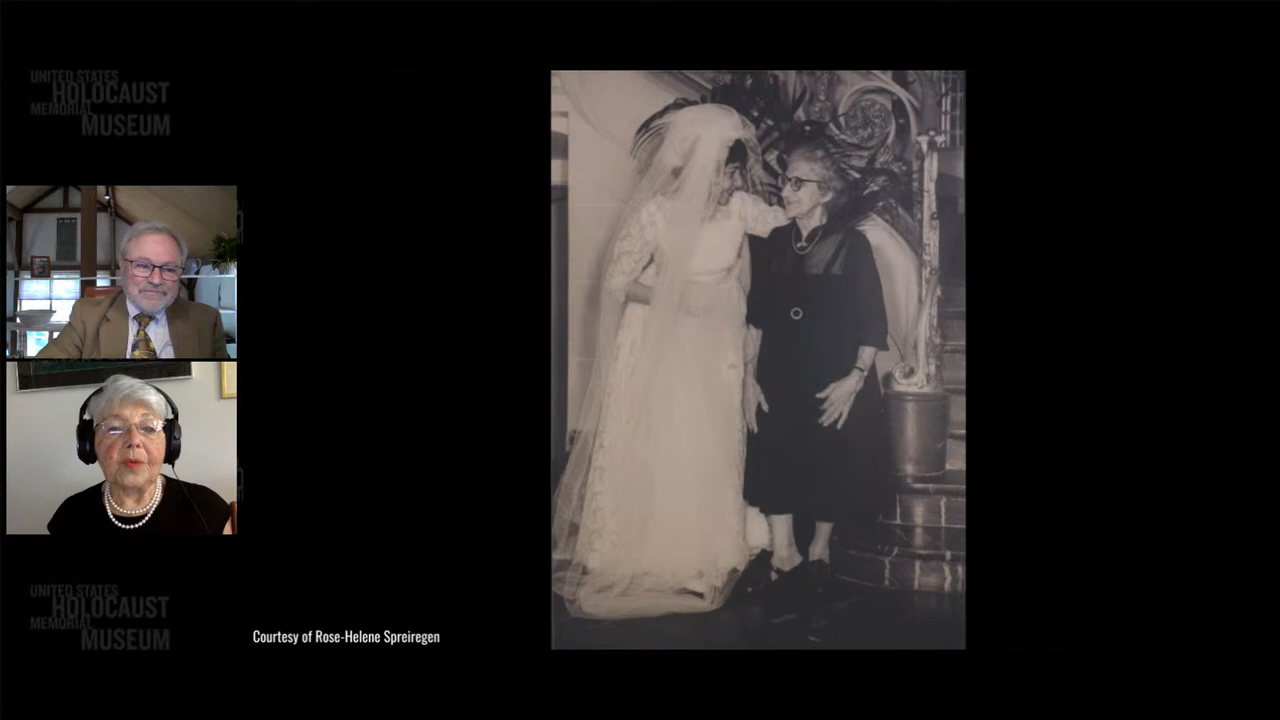 UNITED STATES
HOLOCAUST
MEMORIAL
MUSEUM
UNITED STATES
HOLOCAUST
MEMORIAL
MUSEUM
Courtesy of Rose-Helene Spreiregen